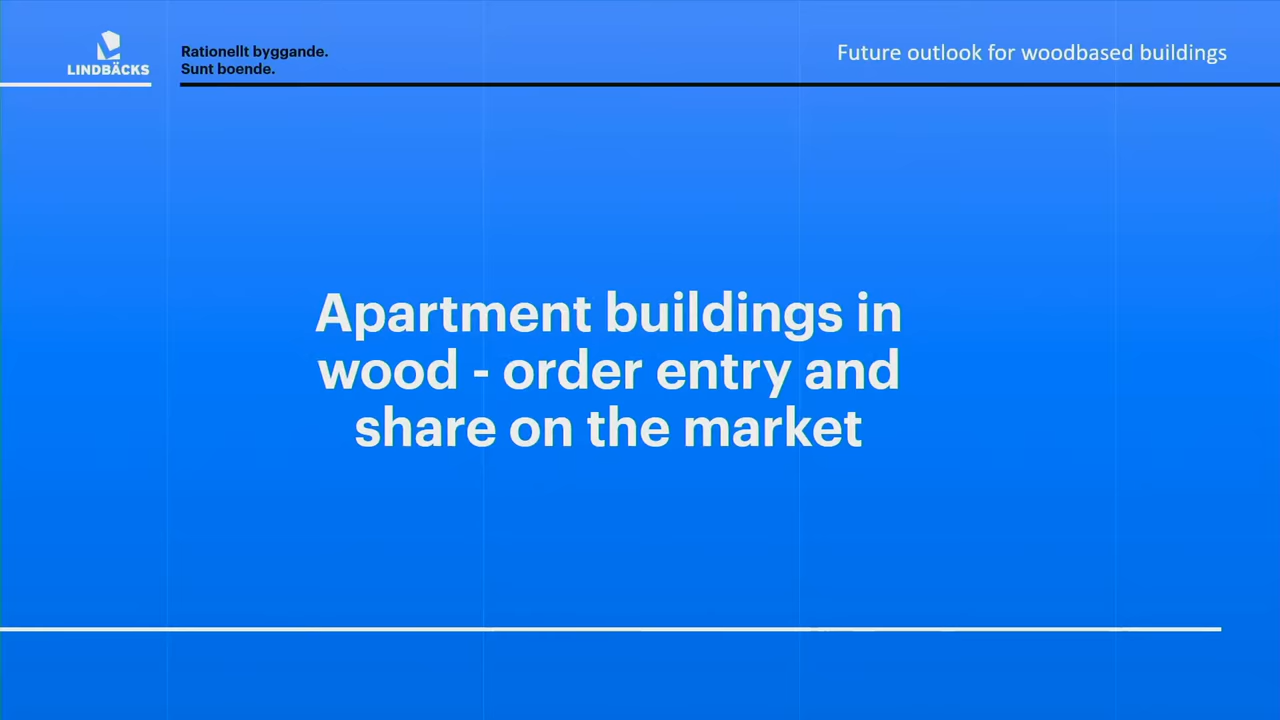 LINDBÄCKS
Rationellt byggande.
Sunt boende.
Future outlook for woodbased buildings
Apartment buildings in
wood - order entry and
share on the market